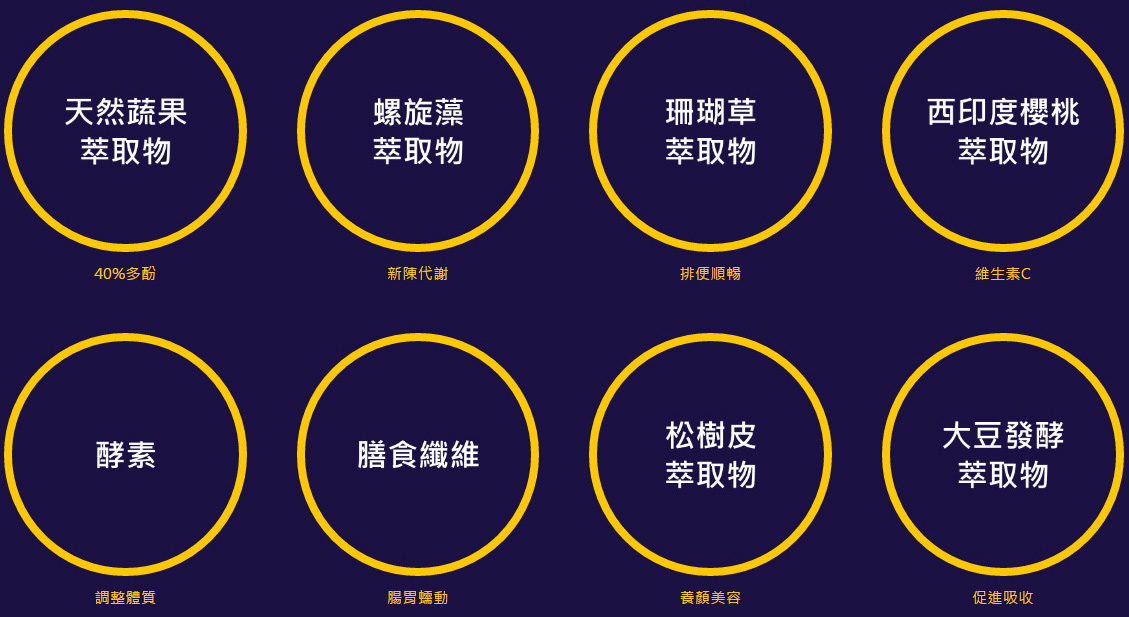 天然蔬果
萃取物
40%多酚
螺旋藻
萃取物
新陳代謝
珊瑚草
萃取物
排便順暢
西印度櫻桃
萃取物
維生素C
酵素
調整體質
膳食纖維
腸胃蠕動
松樹皮
萃取物
養顏美容
大豆發酵
萃取物
促進吸收